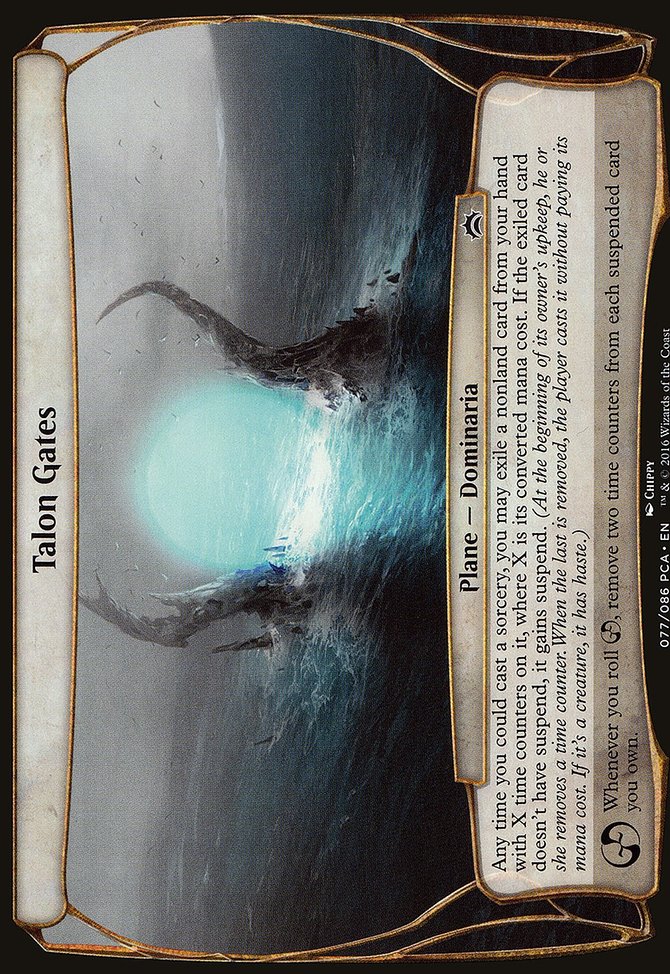 Talon Gates
Plane — Dominaria
Any time you could cast a sorcery, you may exile a nonland card from your hand
with X time counters on it, where X is its converted mana cost. If the exiled card
doesn't have suspend, it gains suspend. (At the beginning of its owner's upkeep, he or
she removes a time counter. When the last is removed, the player casts it without paying its
mana cost. If it's a creature, it has haste.)
Whenever you roll , remove two time counters from each suspended card
you own.
077/086 PCA • EN Chippy ™ & © 2016 Wizards of the Coast